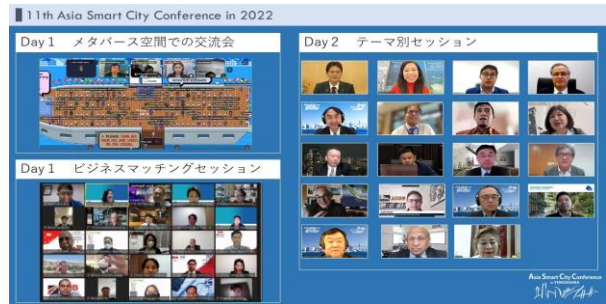 11th Asia Smart City Conference in 2022
Day1 メタバース空間での交流会
Day1 ビジネスマッチングセッション
Day2 テーマ別セッション
Asia Smart City Conference
in YOKOHAMA